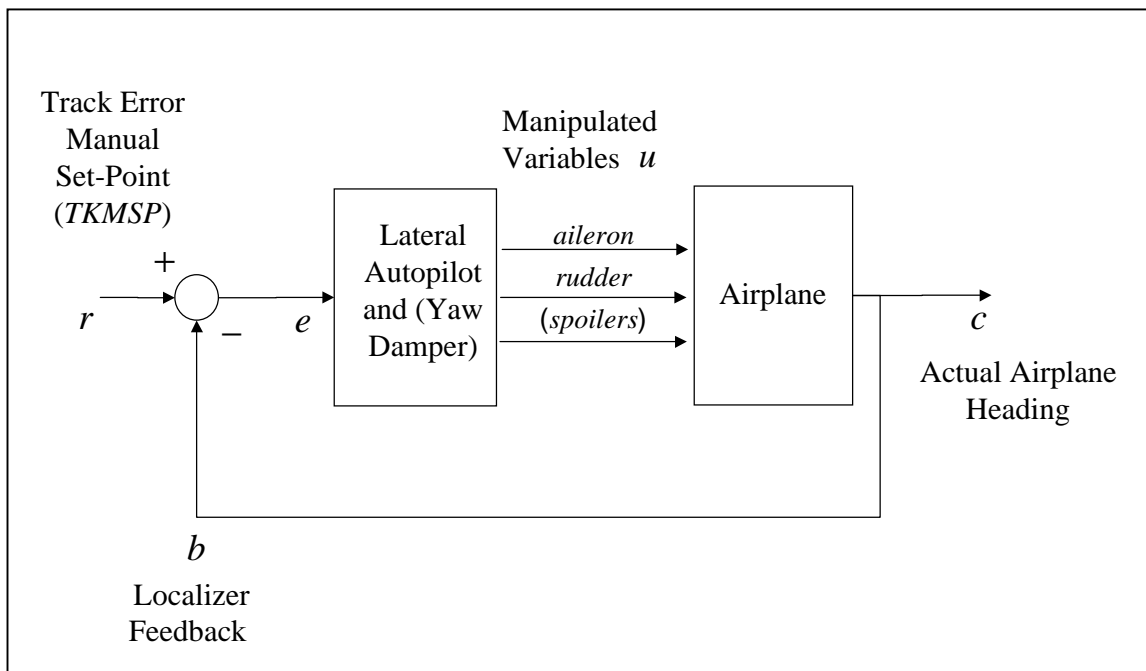 Track Error
Manual
Set-Point
(TKMSP)
+
r
−
e
Lateral
Autopilot
and (Yaw
Damper)
Manipulated
Variables u
aileron
rudder
(spoilers)
Airplane
c
Actual Airplane
Heading
b
Localizer
Feedback